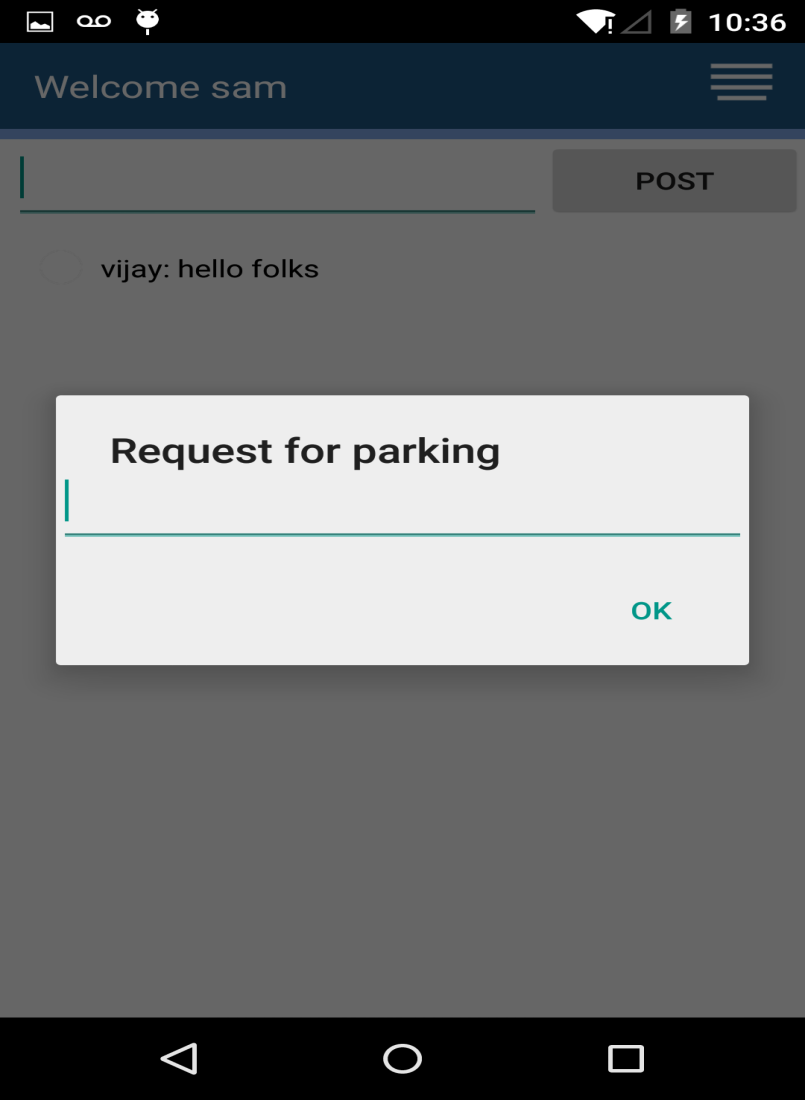 10:36
Welcome sam
POST
vijay: hello folks
Request for parking
OK